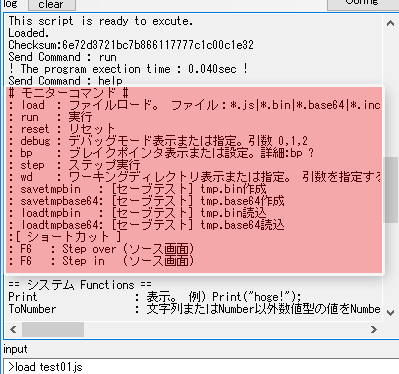 log clear Config
This script is ready to excute.
Loaded.
Checksum:6e72d3721bc7b866117777c1c00c1e32
Send Command : run
! The program exection time : 0.040sec !
Send Command : help
# モニターコマンド #
: load : ファイルロード。 ファイル:*.js|*.bin|*.base64|*.inc
: run : 実行
: reset : リセット
: debug : デバッグモード表示または指定。引数 0,1,2
: bp : ブレイクポインタ表示または設定。詳細:bp ?
: step : ステップ実行
: wd : ワーキングディレクトリ表示または指定。 引数を指定する
: savetmpbin : [セーブテスト] tmp.bin作成
: savetmpbase64: [セーブテスト] tmp.base64作成
: loadtmpbin : [セーブテスト] tmp.bin読込
: loadtmpbase64: [セーブテスト] tmp.base64読込
:[ ショートカット ]
: F6 : Step over (ソース画面)
: F6 : Step in (ソース画面)
== システム Functions ==
Print : 表示。 例) Print("hoge!");
ToNumber : 文字列またはNumber以外数値型の値をNumbe
input
>load test01.js